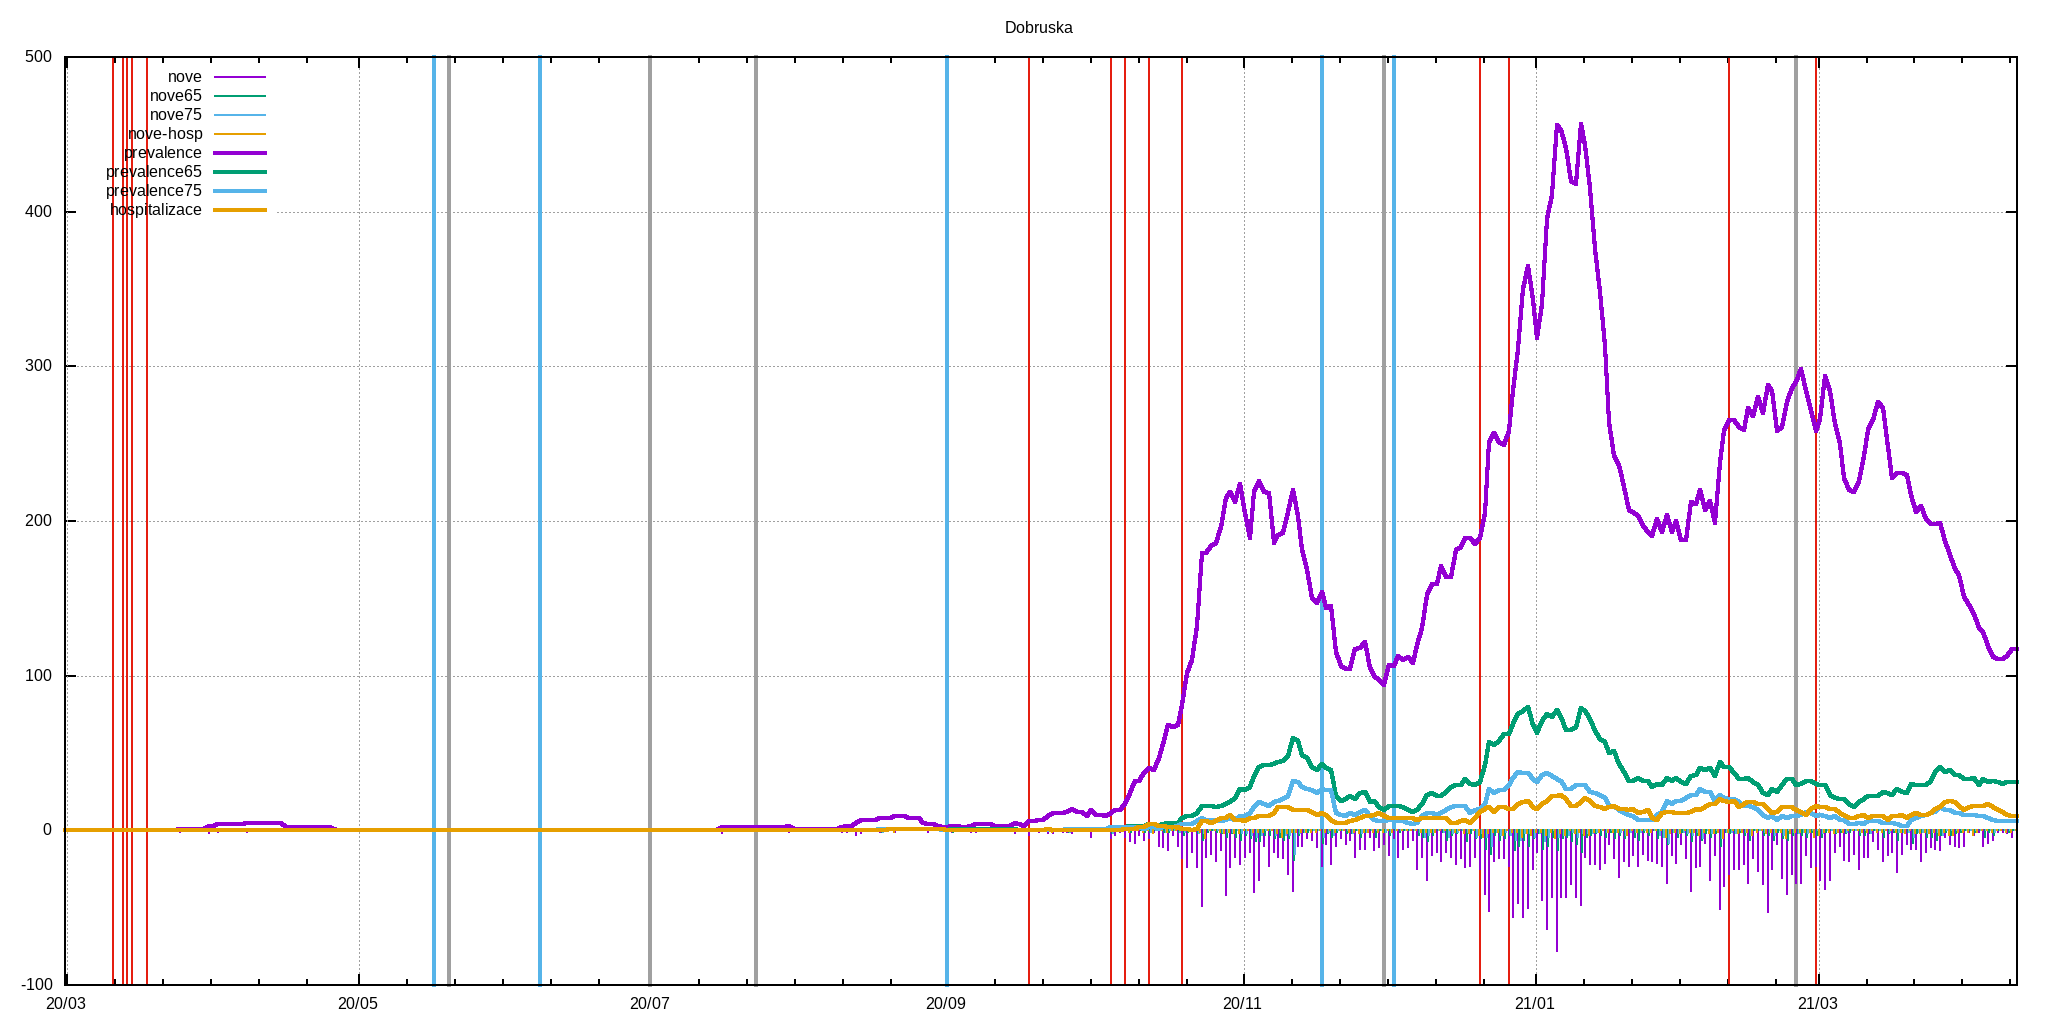 Dobruska
500
400
300
200
100
0
-100
nove
nove65
nove75
nove-hosp
prevalence
prevalence65
prevalence75
hospitalizace
20/03
20/05
20/07
20/09
20/11
21/01
21/03